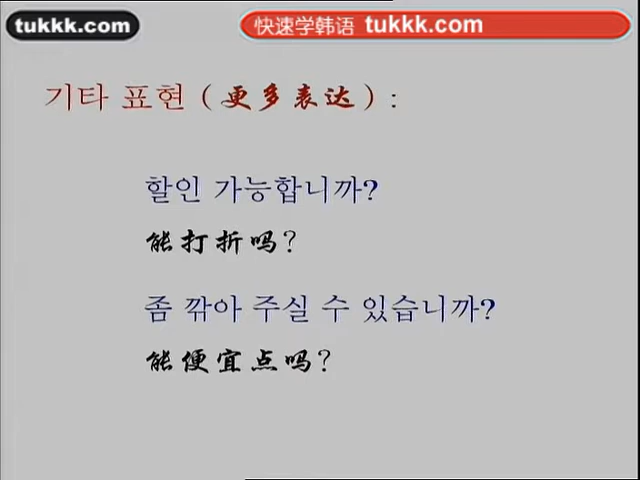 tukkk.com
快速学韩语 tukkk.com
기타 표현（更多表达）:
할인 가능합니까?
能打折吗?
좀 깎아 주실 수 있습니까?
能便宜点吗?